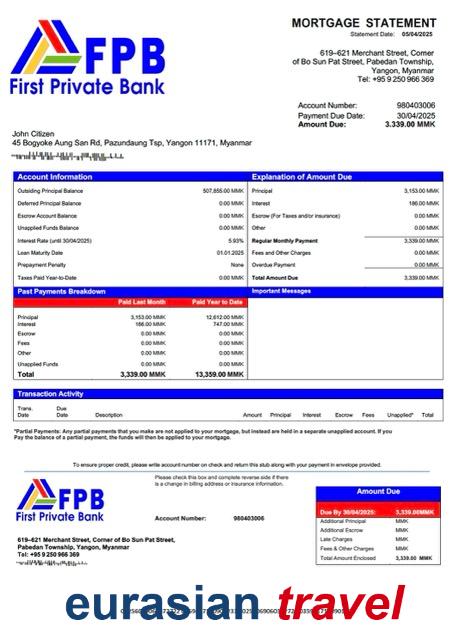 FPB
First Private Bank
MORTGAGE STATEMENT
Statement Date: 05/04/2025
619–621 Merchant Street, Corner
of Bo Sun Pat Street, Pabedan Township,
Yangon, Myanmar
Tel: +95 9 250 966 369
Account Number: 980403006
Payment Due Date: 30/04/2025
Amount Due: 3.339.00 MMK
John Citizen
45 Bogyoke Aung San Rd, Pazundaung Tsp, Yangon 11171, Myanmar
Account Information
Outsiding Principal Balance 507,855.00 MMK
Deferred Principal Balance 0.00 MMK
Escrow Account Balance 0.00 MMK
Unapplied Funds Balance 0.00 MMK
Interest Rate (until 30/04/2025) 5.93%
Loan Maturity Date 01.01.2025
Prepayment Penalty None
Taxes Paid Year-to-Date 0.00 MMK
Explanation of Amount Due
Principal 3,153.00 MMK
Interest 186.00 MMK
Escrow (For Taxes and/or insurance) 0.00 MMK
Other 0.00 MMK
Regular Monthly Payment 3,339.00 MMK
Fees and Other Charges 0.00 MMK
Overdue Payment 0.00 MMK
Total Amount Due 3,339.00 MMK
Past Payments Breakdown
Paid Last Month Paid Year to Date
Principal 3,153.00 MMK 12,612.00 MMK
Interest 186.00 MMK 747.00 MMK
Escrow 0.00 MMK 0.00 MMK
Fees 0.00 MMK 0.00 MMK
Other 0.00 MMK 0.00 MMK
Unapplied Funds 0.00 MMK 0.00 MMK
Total 3,339.00 MMK 13,359.00 MMK
Important Messages
Transaction Activity
Trans. Date Due Date Description Amount Principal Interest Escrow Fees Unapplied* Total
*Partial Payments: Any partial payments that you make are not applied to your mortgage, but instead are held in a separate unapplied account. If you
Pay the balance of a partial payment, the funds will then be applied to your mortgage.
To ensure proper credit, please write account number on check and return this stub along with your payment in envelope provided.
FPB
First Private Bank
Please check this box and complete reverse side if there
is a change in billing address or insurance information.
Account Number: 980403006
619–621 Merchant Street, Corner of Bo Sun Pat Street,
Pabedan Township, Yangon, Myanmar
Tel: +95 9 250 966 369
Amount Due
Due By 30/04/2025: 3,339.00MMK
Additional Principal MMK
Additional Escrow MMK
Late Charges MMK
Fees & Other Charges MMK
Total Amount Enclosed 3,339.00 MMK
eurasian travel